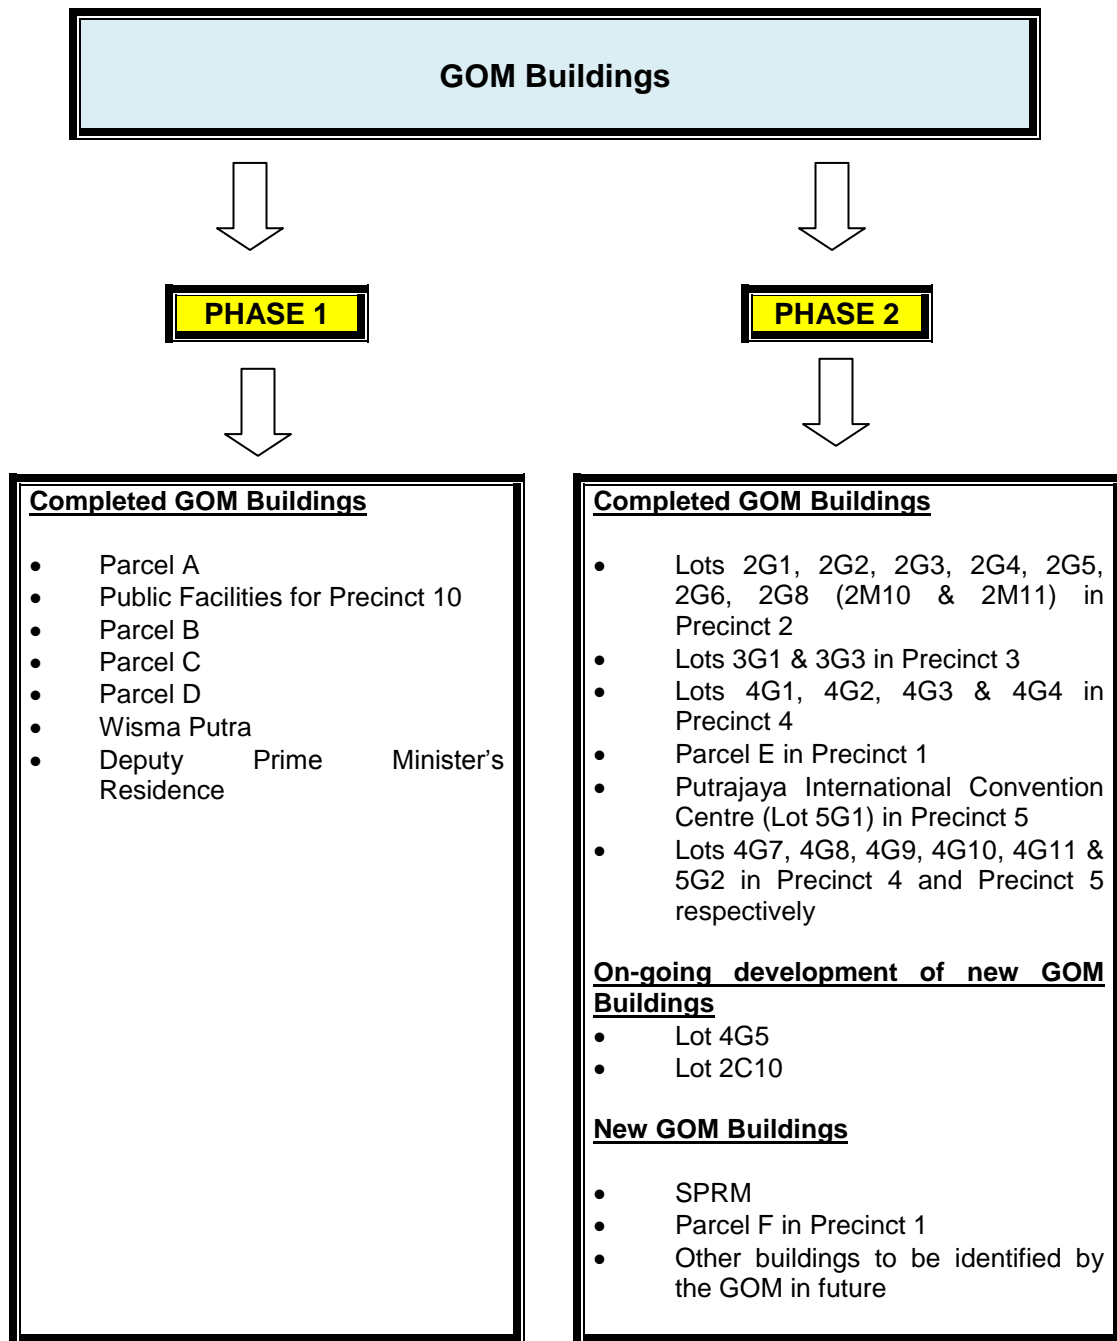 GOM Buildings
PHASE 1
PHASE 2
Completed GOM Buildings
• Parcel A
• Public Facilities for Precinct 10
• Parcel B
• Parcel C
• Parcel D
• Wisma Putra
• Deputy Prime Minister's
Residence
Completed GOM Buildings
• Lots 2G1, 2G2, 2G3, 2G4, 2G5,
2G6, 2G8 (2M10 & 2M11) in
Precinct 2
• Lots 3G1 & 3G3 in Precinct 3
• Lots 4G1, 4G2, 4G3 & 4G4 in
Precinct 4
• Parcel E in Precinct 1
• Putrajaya International Convention
Centre (Lot 5G1) in Precinct 5
• Lots 4G7, 4G8, 4G9, 4G10, 4G11 &
5G2 in Precinct 4 and Precinct 5
respectively
On-going development of new GOM
Buildings
• Lot 4G5
• Lot 2C10
New GOM Buildings
• SPRM
• Parcel F in Precinct 1
• Other buildings to be identified by
the GOM in future